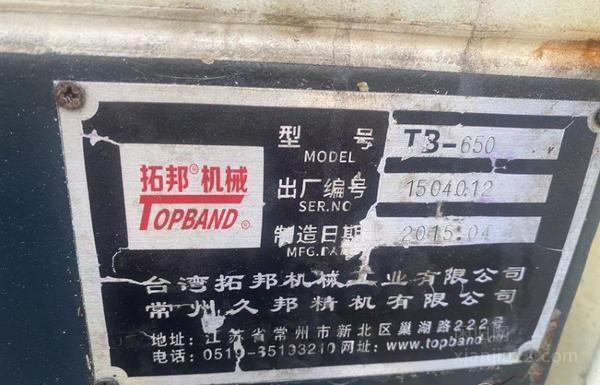 拓邦®机械
TOPBAND®
型号 TB-650
MODEL
出厂编号 1504012
SER.NO
制造日期 2015.04
MFG.DATE
台湾拓邦机械工业有限公司
常州久邦精机有限公司
地址:江苏省常州市新北区巢湖路222号
电话:0519-85193210 网址:www.topband.cn